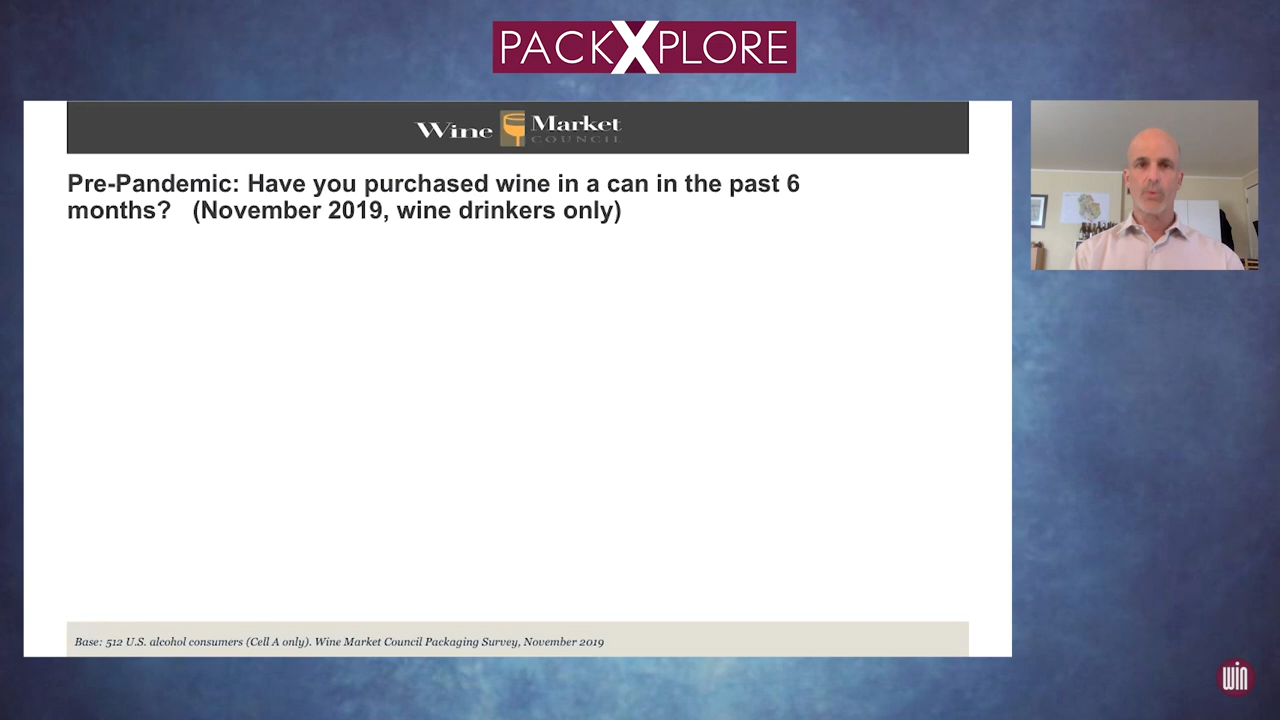 PACKXPLORE
Wine Market
COUNCIL
Pre-Pandemic: Have you purchased wine in a can in the past 6
months? (November 2019, wine drinkers only)
Base: 512 U.S. alcohol consumers (Cell A only). Wine Market Council Packaging Survey, November 2019
win